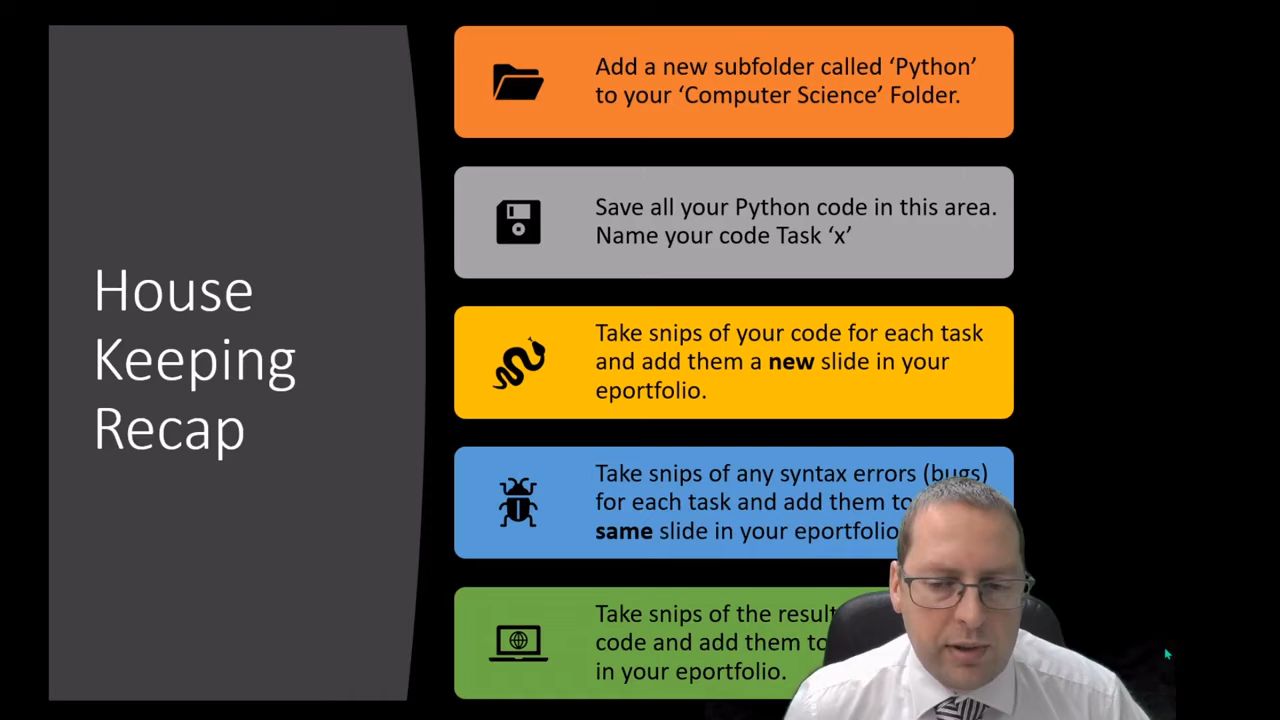 House
Keeping
Recap
Add a new subfolder called ‘Python’
to your ‘Computer Science’ Folder.
Save all your Python code in this area.
Name your code Task ‘x’
Take snips of your code for each task
and add them a new slide in your
eportfolio.
Take snips of any syntax errors (bugs)
for each task and add them to
same slide in your eportfolio
Take snips of the result
code and add them to
in your eportfolio.